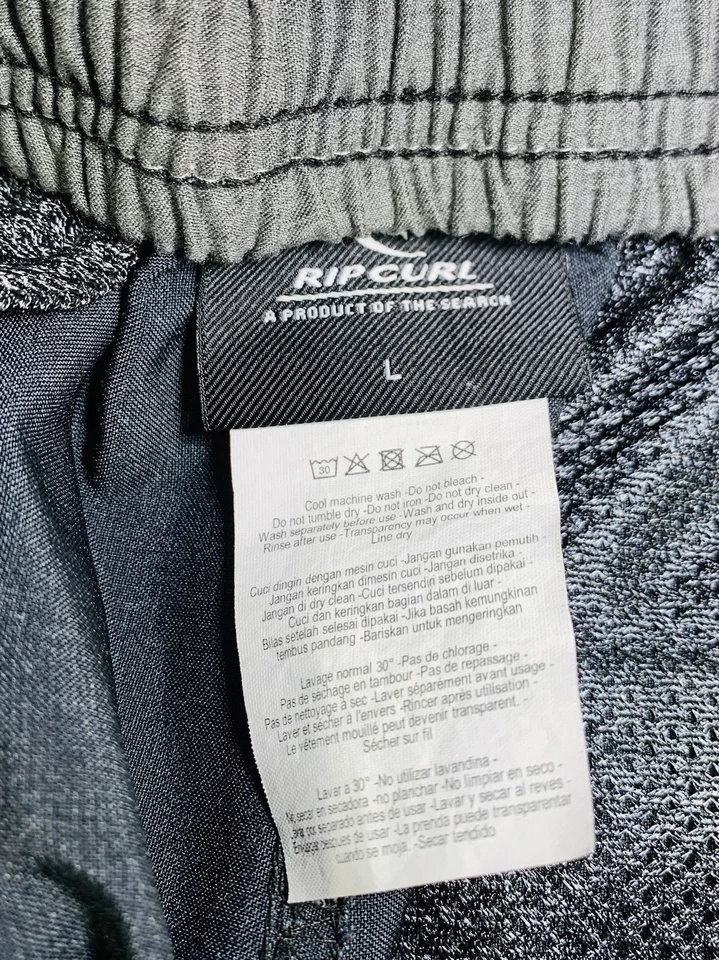 RIP CURL
A PRODUCT OF THE SEARCH
L
30
Cool machine wash -Do not bleach -
Do not tumble dry -Do not iron -Do not dry clean -
Wash separately before use -Wash and dry inside out -
Rinse after use -Transparency may occur when wet -
Line dry
Cuci dingin dengan mesin cuci -Jangan gunakan pemutih -
Jangan keringkan dimesin cuci -Jangan disetrika -
Jangan di dry clean -Cuci tersendiri sebelum dipakai -
Cuci dan keringkan bagian dalam di luar -
Bilas setelah selesai dipakai -Jika basah kemungkinan
tembus pandang -Bariskan untuk mengeringkan
Lavage normal 30° -Pas de chlorage -
Pas de séchage en tambour -Pas de repassage -
Pas de nettoyage à sec -Laver séparément avant usage -
Laver et sécher à l'envers -Rincer après utilisation -
Le vêtement mouillé peut devenir transparent. -
Sécher sur fil
Lavar a 30° -No utilizar lavandina -
No secar en secadora -no planchar -No limpiar en seco -
Lavar por separado antes de usar -Lavar y secar al reves -
Enjuagar despues de usar -La prenda puede transparentar
cuando se moja. -Secar tendido